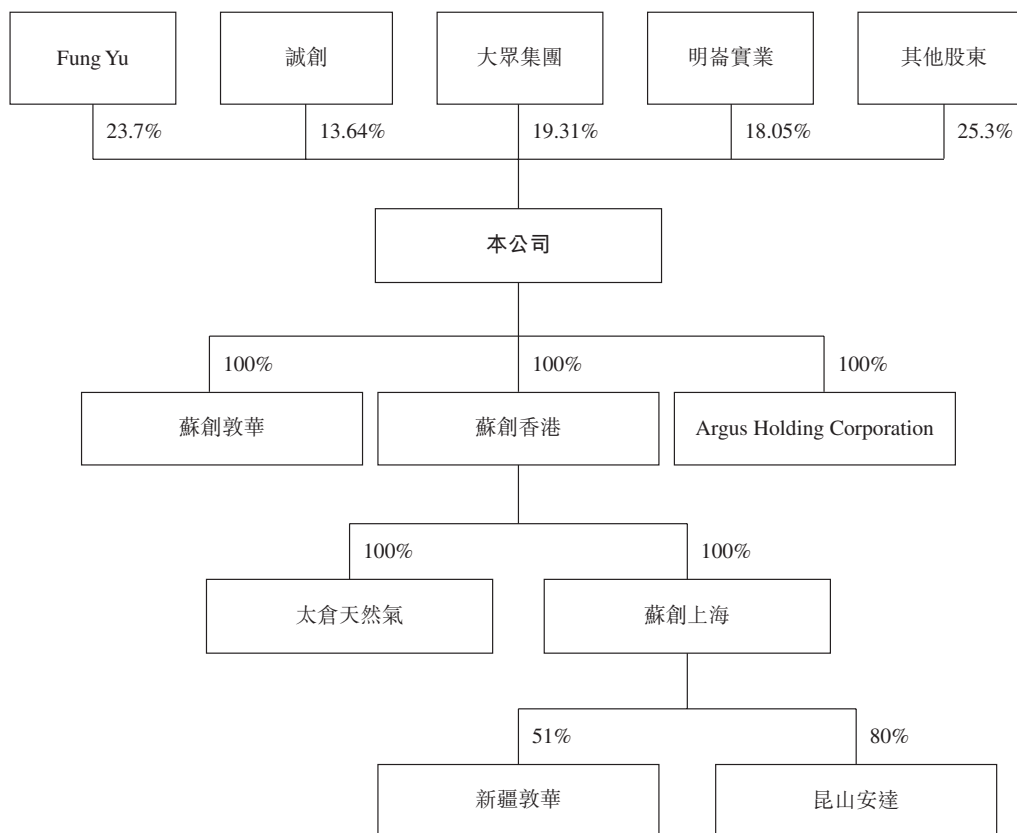 Fung Yu
誠創
大眾集團
明崙實業
其他股東
23.7%
13.64%
19.31%
18.05%
25.3%
本公司
100%
100%
100%
蘇創敦華
蘇創香港
Argus Holding Corporation
100%
100%
太倉天然氣
蘇創上海
51%
80%
新疆敦華
昆山安達